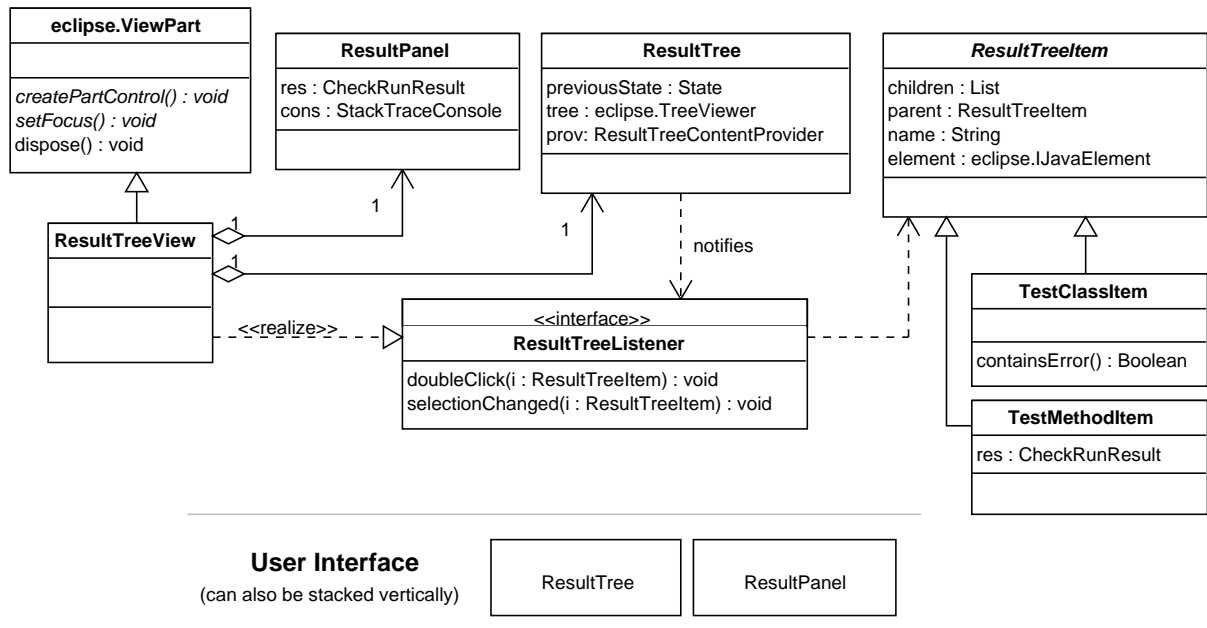 eclipse.ViewPart
createPartControl() : void
setFocus() : void
dispose() : void
ResultPanel
res : CheckRunResult
cons : StackTraceConsole
ResultTree
previousState : State
tree : eclipse.TreeViewer
prov: ResultTreeContentProvider
ResultTreeItem
children : List
parent : ResultTreeItem
name : String
element : eclipse.IJavaElement
ResultTreeView
1
1
1
1
notifies
<<realize>>
<<interface>>
ResultTreeListener
doubleClick(i : ResultTreeItem) : void
selectionChanged(i : ResultTreeItem) : void
TestClassItem
containsError() : Boolean
TestMethodItem
res : CheckRunResult
User Interface
(can also be stacked vertically)
ResultTree
ResultPanel